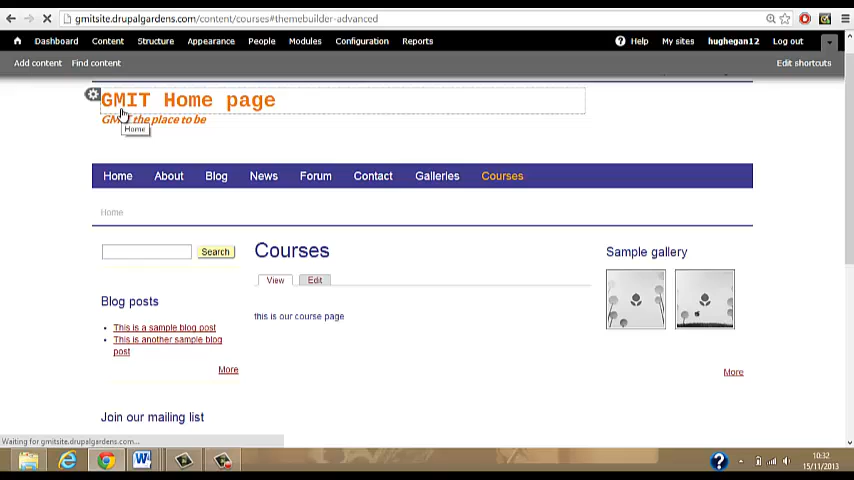 gmitsite.drupalgardens.com/content/courses#themebuilder-advanced
Dashboard Content Structure Appearance People Modules Configuration Reports Help My sites hughegan12 Log out
Add content Find content Edit shortcuts
GMIT Home page
GMIT the place to be
Home
Home About Blog News Forum Contact Galleries Courses
Home
Search
Courses
Sample gallery
View Edit
Blog posts
this is our course page
This is a sample blog post
This is another sample blog
post
More
More
Join our mailing list
Waiting for gmitsite.drupalgardens.com...
10:32
15/11/2013